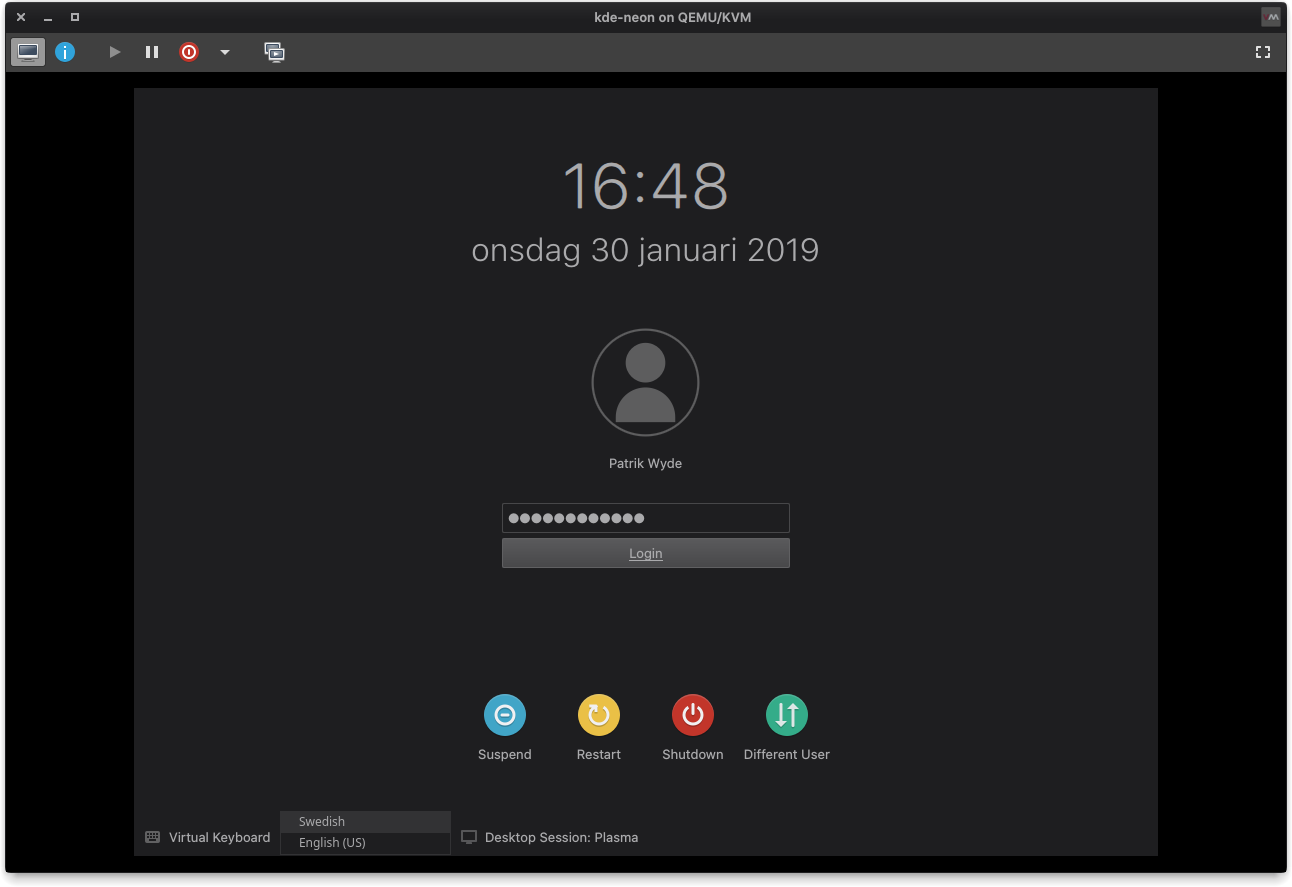 kde-neon on QEMU/KVM
16:48
onsdag 30 januari 2019
Patrik Wyde
Login
Suspend
Restart
Shutdown
Different User
Virtual Keyboard
Swedish
English (US)
Desktop Session: Plasma